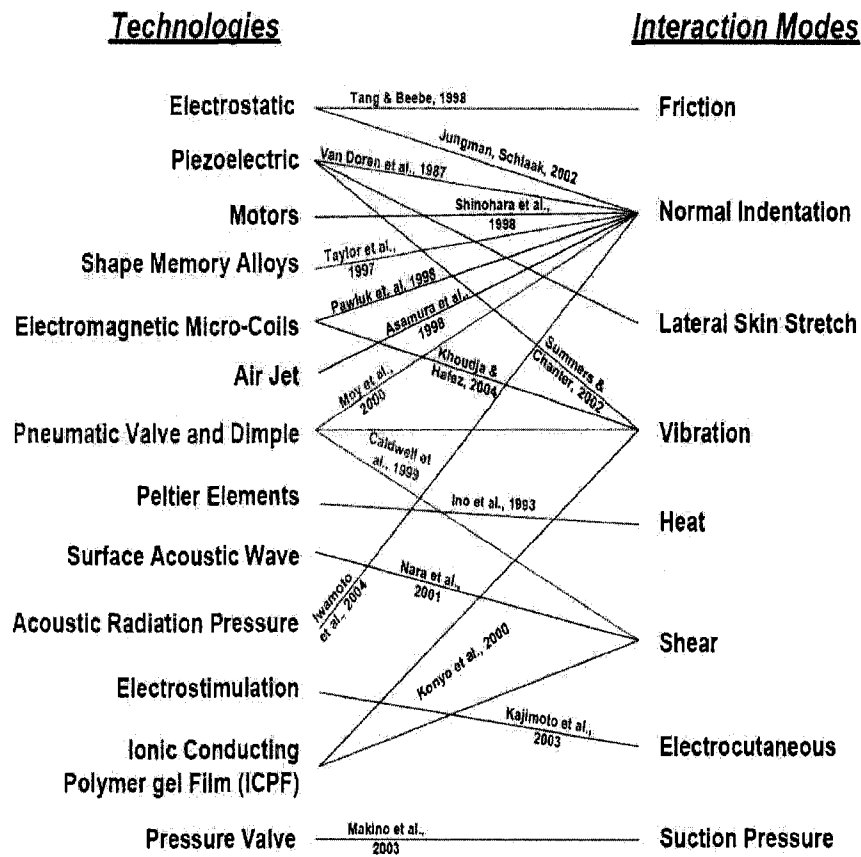 Technologies
Interaction Modes
Electrostatic
Tang & Beebe, 1998
Friction
Jungman, Schlaak, 2002
Piezoelectric
Van Doren et al., 1987
Motors
Shinohara et al.,
1998
Normal Indentation
Shape Memory Alloys
Taylor et al.,
1997
Pawluk et. al, 1998
Electromagnetic Micro-Coils
Asamura et al.,
1998
Lateral Skin Stretch
Air Jet
Moy et al.,
2000
Khoudja &
Hafez, 2004
Summers &
Chanter, 2002
Pneumatic Valve and Dimple
Caldwell et
al., 1999
Vibration
Peltier Elements
Ino et al., 1993
Heat
Surface Acoustic Wave
Nara et al.,
2001
Acoustic Radiation Pressure
Iwamoto
et al., 2004
Shear
Konyo et al., 2000
Electrostimulation
Kajimoto et al.,
2003
Electrocutaneous
Ionic Conducting
Polymer gel Film (ICPF)
Pressure Valve
Makino et al.,
2003
Suction Pressure